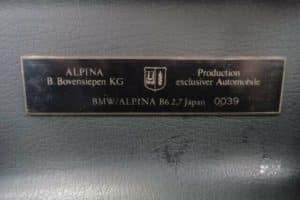 ALPINA
B. Bovensiepen KG
Production
exclusiver Automobile
BMW/ALPINA B6 2,7 Japan 0039